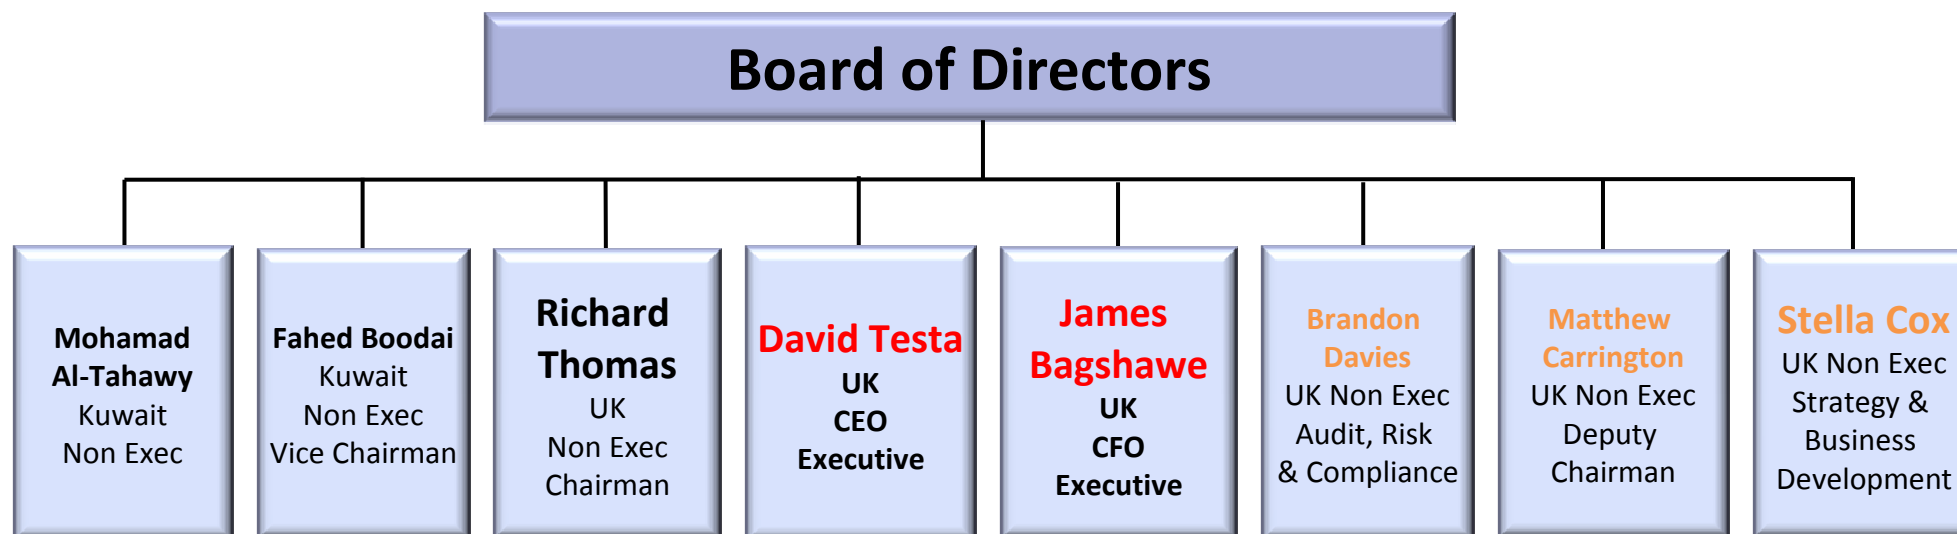 Board of Directors
Mohamad
Al-Tahawy
Kuwait
Non Exec
Fahed Boodai
Kuwait
Non Exec
Vice Chairman
Richard
Thomas
UK
Non Exec
Chairman
David Testa
UK
CEO
Executive
James
Bagshawe
UK
CFO
Executive
Brandon
Davies
UK Non Exec
Audit, Risk
& Compliance
Matthew
Carrington
UK Non Exec
Deputy
Chairman
Stella Cox
UK Non Exec
Strategy &
Business
Development